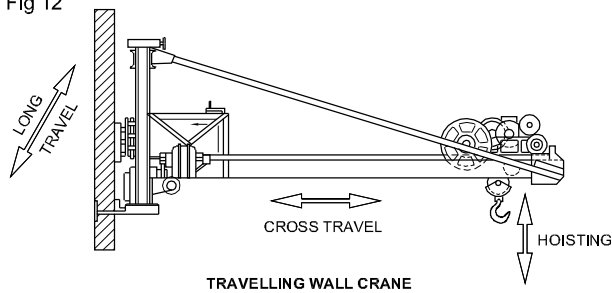 Fig 12
LONG
TRAVEL
CROSS TRAVEL
HOISTING
TRAVELLING WALL CRANE